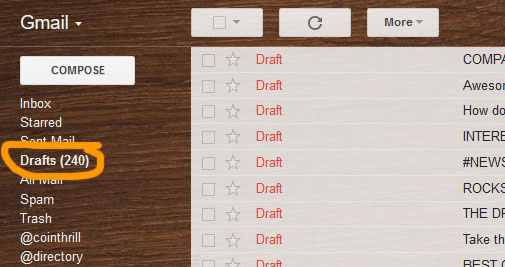 Gmail
More
COMPOSE
Inbox
Starred
Sent Mail
Drafts (240)
All Mail
Spam
Trash
@cointhrill
@directory
Draft COMPA
Draft Awesor
Draft How do
Draft INTERE
Draft #NEWS
Draft ROCKS
Draft THE DR
Draft Take th
Draft BEST C